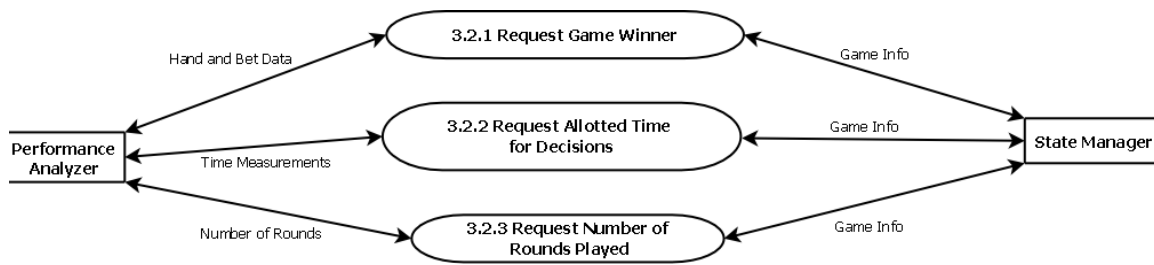 3.2.1 Request Game Winner
Hand and Bet Data
Game Info
Performance
Analyzer
3.2.2 Request Allotted Time
for Decisions
Time Measurements
Game Info
State Manager
3.2.3 Request Number of
Rounds Played
Number of Rounds
Game Info